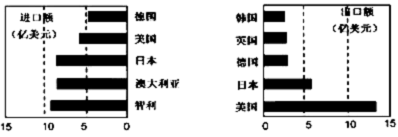 进口额
(亿美元)
德国
美国
日本
澳大利亚
智利
15 10 5 0
出口额
(亿美元)
韩国
英国
德国
日本
美国
0 5 10 15